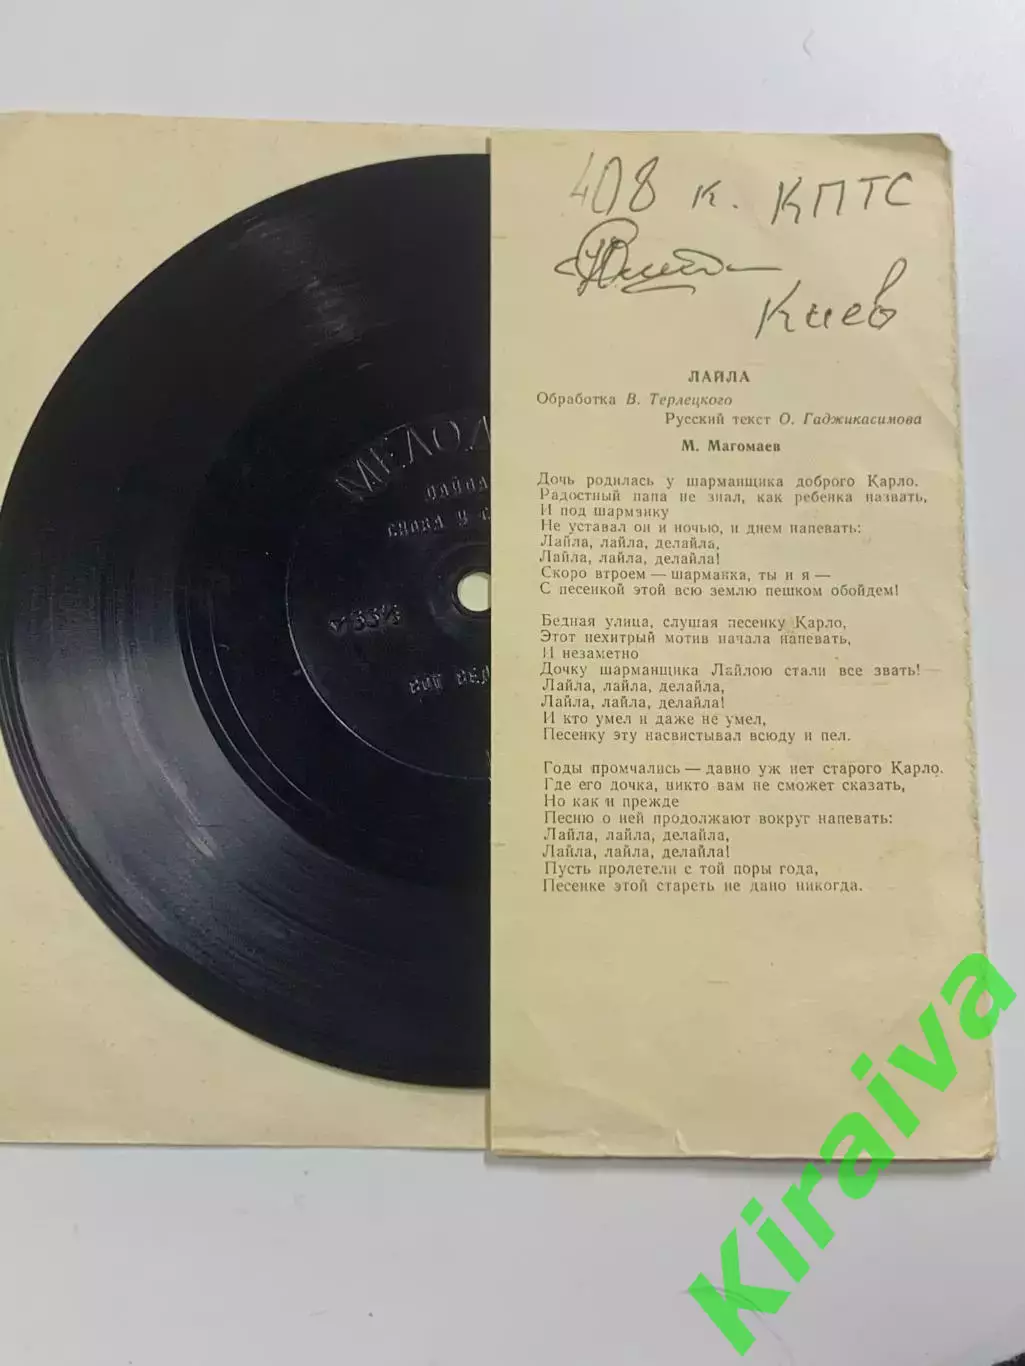 408 к. КПТС
Киев
ЛАЙЛА
Обработка В. Терлецкого
Русский текст О. Гаджикасимова
М. Магомаев
Дочь родилась у шарманщика доброго Карло.
Радостный папа не знал, как ребенка назвать,
И под шарманку
Не уставал он и ночью, и днем напевать:
Лайла, лайла, делайла,
Лайла, лайла, делайла!
Скоро втроем — шарманка, ты и я —
С песенкой этой всю землю пешком обойдем!
Бедная улица, слушая песенку Карло,
Этот нехитрый мотив начала напевать,
И незаметно
Дочку шарманщика Лайлою стали все звать!
Лайла, лайла, делайла,
Лайла, лайла, делайла!
И кто умел и даже не умел,
Песенку эту насвистывал всюду и пел.
Годы промчались — давно уж нет старого Карло.
Где его дочка, никто вам не сможет сказать,
Но как и прежде
Песню о ней продолжают вокруг напевать:
Лайла, лайла, делайла,
Лайла, лайла, делайла!
Пусть пролетели с той поры года,
Песенке этой стареть не дано никогда.
МЕЛОД
ЛАЙЛА
СНОВА У С
33⅓
Kiraiva